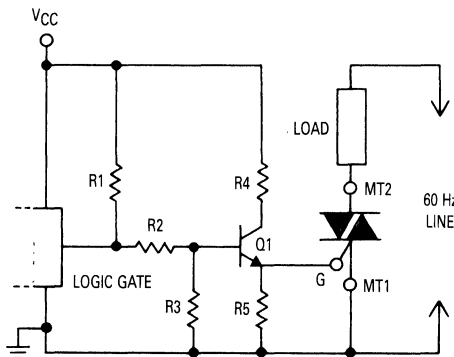 VCC
R1
R4
LOAD
MT2
R2
60 Hz
LINE
Q1
LOGIC GATE
G
R3
R5
MT1